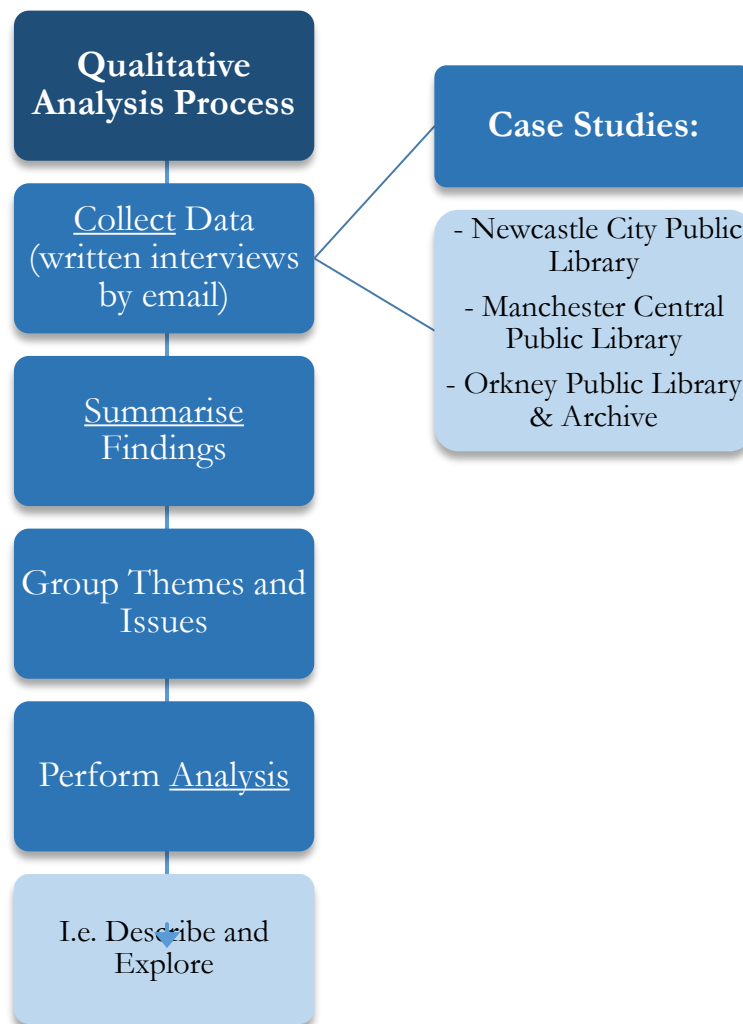 Qualitative
Analysis Process
Collect Data
(written interviews
by email)
Summarise
Findings
Group Themes and
Issues
Perform Analysis
I.e. Describe and
Explore
Case Studies:
- Newcastle City Public
Library
- Manchester Central
Public Library
- Orkney Public Library
& Archive